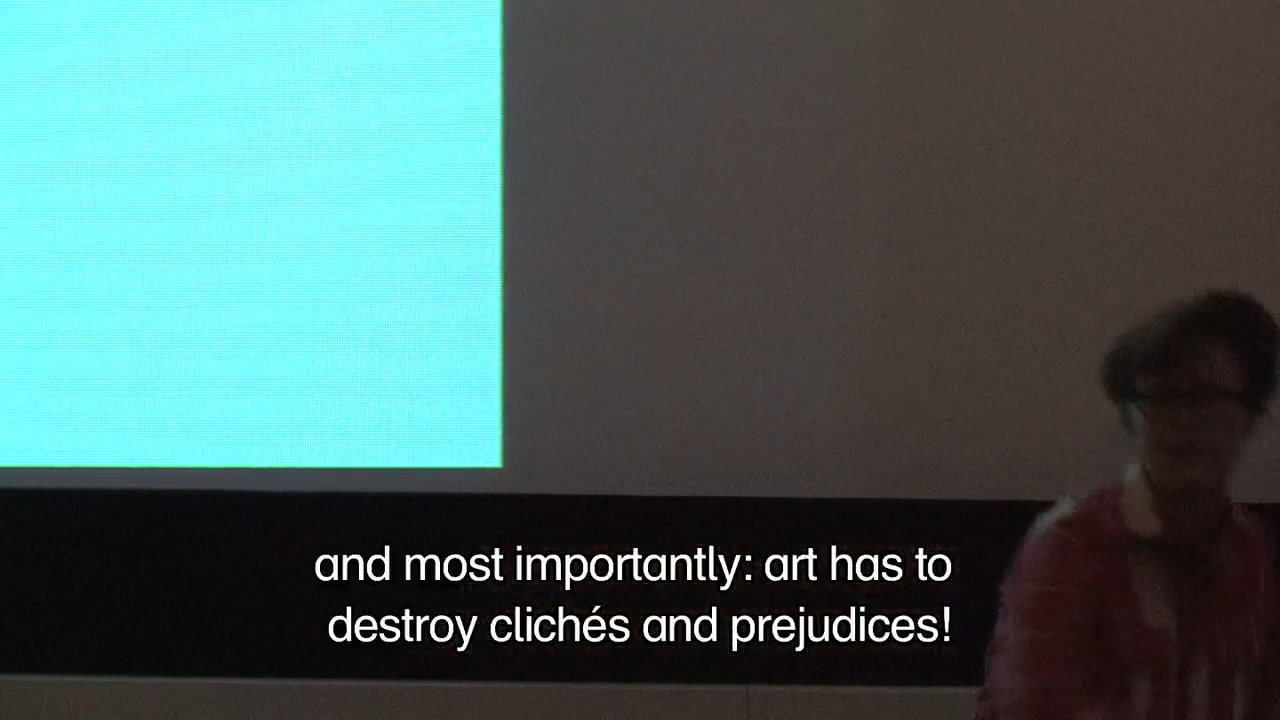 and most importantly: art has to
destroy clichés and prejudices!